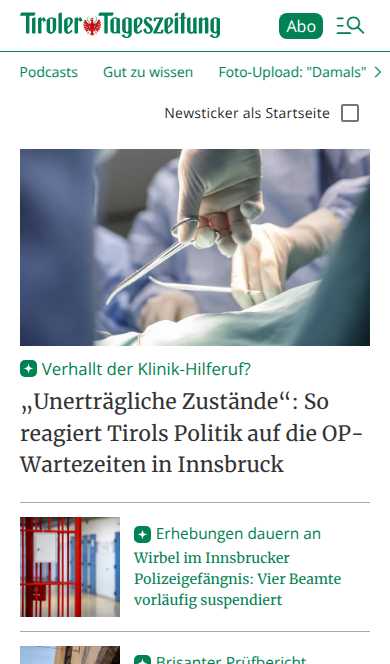 Tiroler Tageszeitung
Abo
Podcasts Gut zu wissen Foto-Upload: "Damals"
Newsticker als Startseite
Verhallt der Klinik-Hilferuf?
„Unerträgliche Zustände“: So
reagiert Tirols Politik auf die OP-
Wartezeiten in Innsbruck
Erhebungen dauern an
Wirbel im Innsbrucker
Polizeigefängnis: Vier Beamte
vorläufig suspendiert
Brisanter Prüfbericht